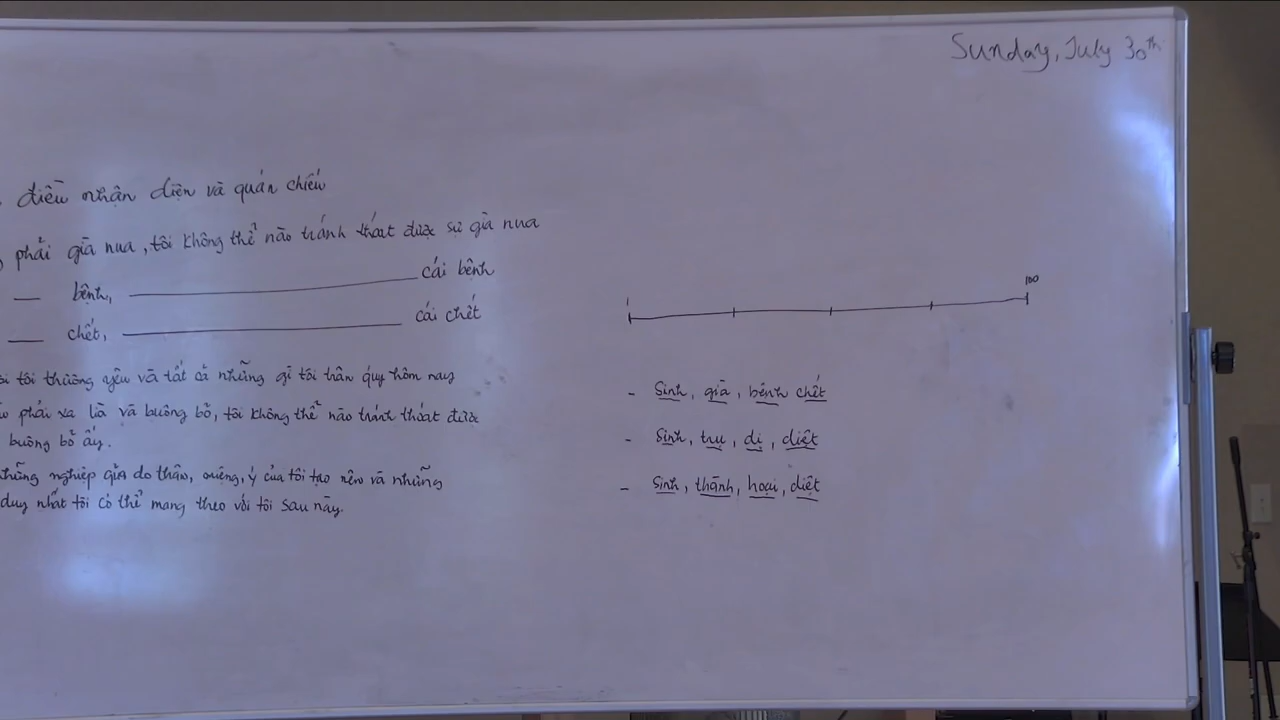 Sunday, July 30th
điều nhận diện và quán chiếu
phải già nua, tôi không thể nào tránh thoát được sự già nua
bệnh, cái bệnh
chết, cái chết
tôi thương yêu và tất cả những gì tôi trân quý hôm nay
phải xa lìa và buông bỏ, tôi không thể nào tránh thoát được
buông bỏ ấy.
những nghiệp quả do thân, miệng, ý của tôi tạo nên và những
duy nhất tôi có thể mang theo với tôi sau này.
1 100
- Sinh, già, bệnh chết
- Sinh, trụ, dị, diệt
- Sinh, thành, hoại, diệt